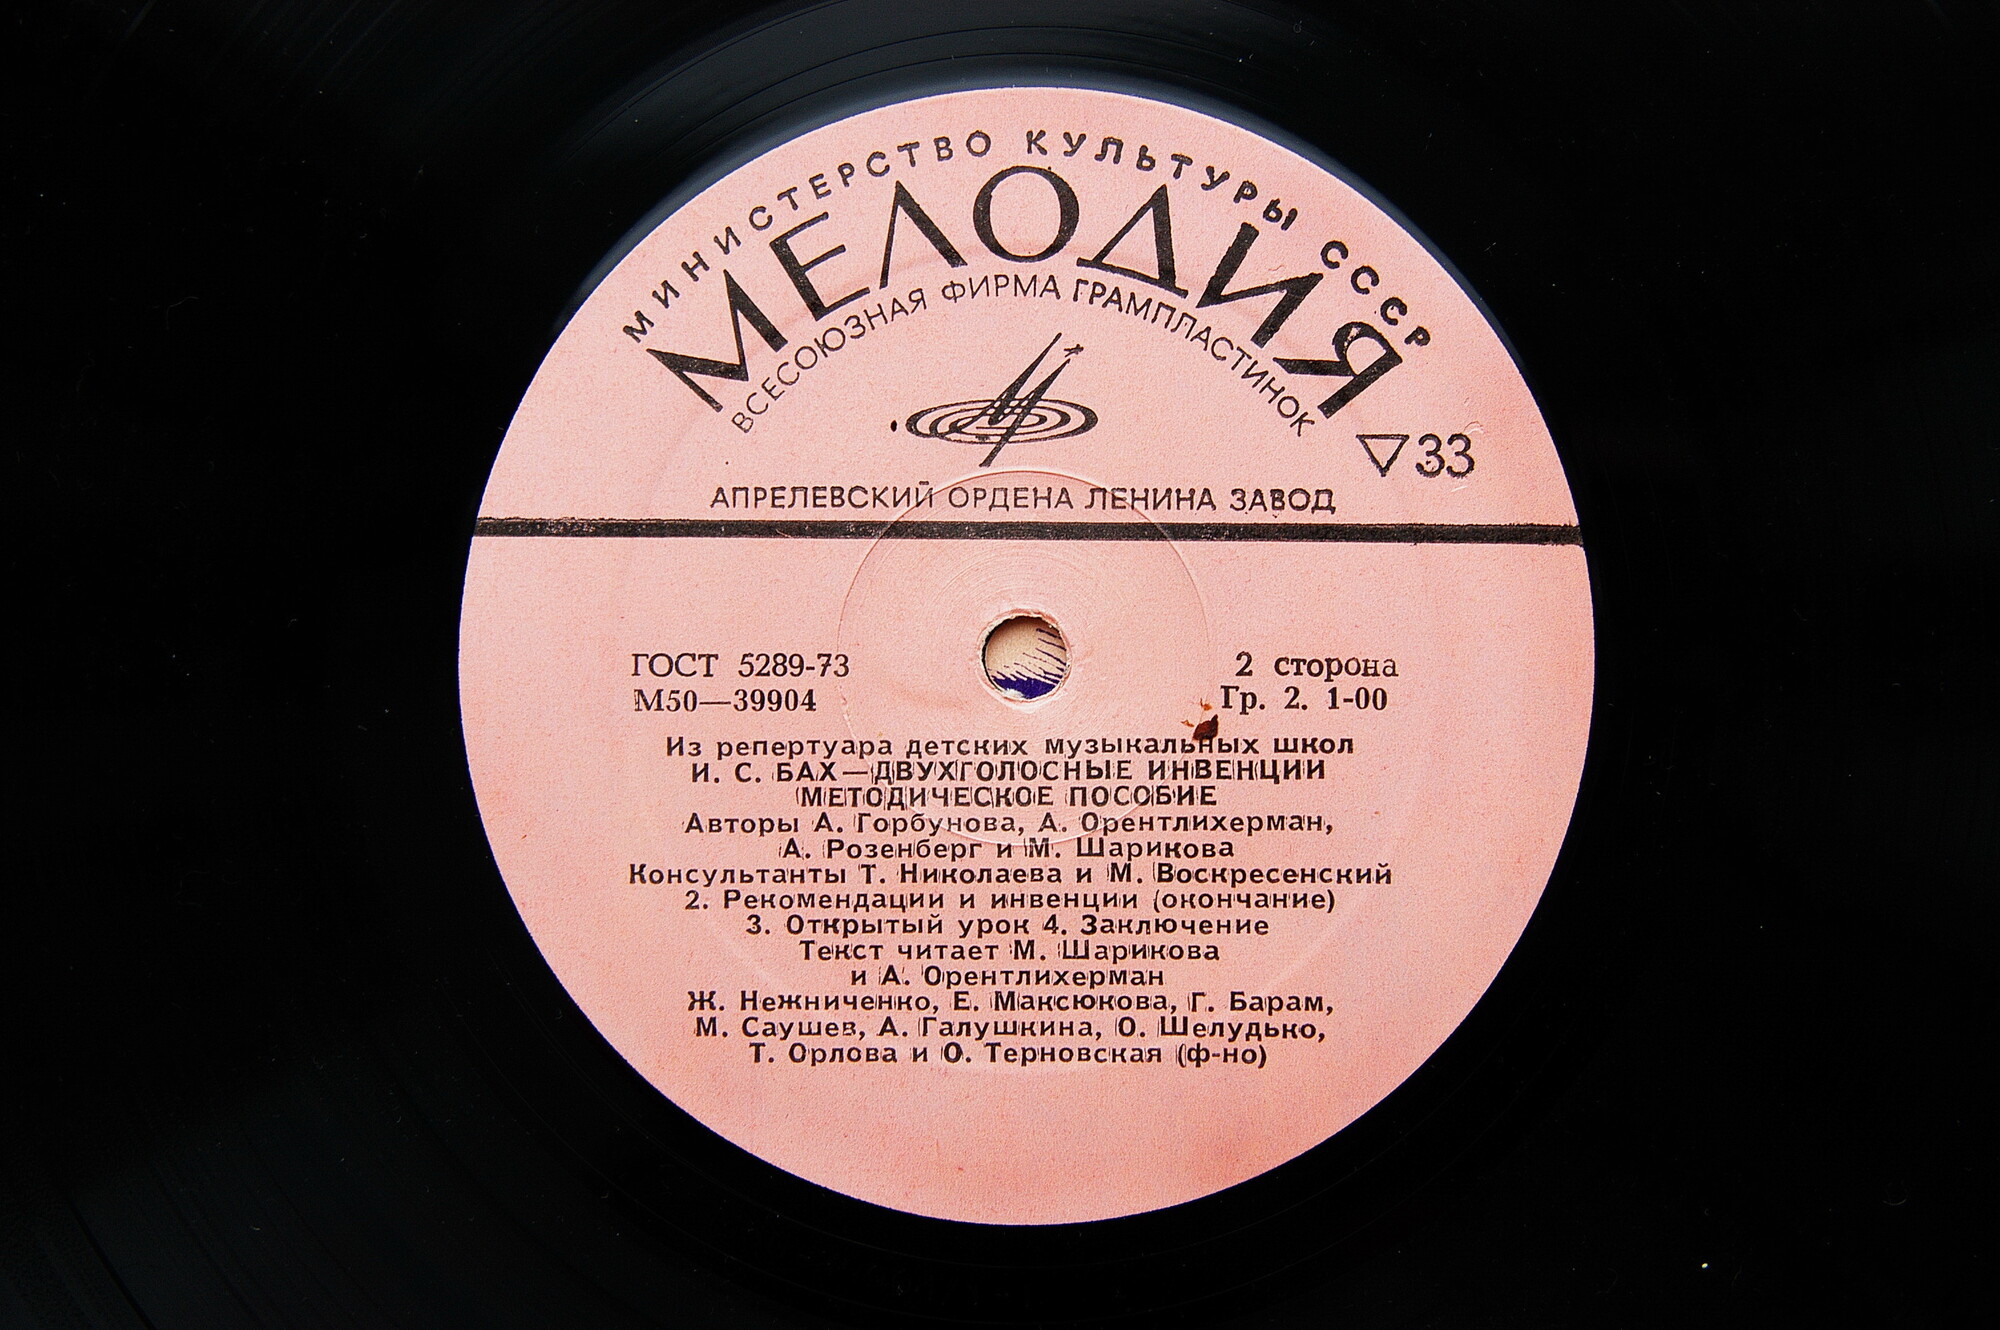 МИНИСТЕРСТВО КУЛЬТУРЫ СССР
МЕЛОДИЯ
ВСЕСОЮЗНАЯ ФИРМА ГРАМПЛАСТИНОК
▽33
АПРЕЛЕВСКИЙ ОРДЕНА ЛЕНИНА ЗАВОД
ГОСТ 5289-73
2 сторона
М50—39904
Гр. 2. 1-00
Из репертуара детских музыкальных школ
И. С. БАХ—ДВУХГОЛОСНЫЕ ИНВЕНЦИИ
МЕТОДИЧЕСКОЕ ПОСОБИЕ
Авторы А. Горбунова, А. Орентлихерман,
А. Розенберг и М. Шарикова
Консультанты Т. Николаева и М. Воскресенский
2. Рекомендации и инвенции (окончание)
3. Открытый урок 4. Заключение
Текст читает М. Шарикова
и А. Орентлихерман
Ж. Нежниченко, Е. Максюкова, Г. Барам,
М. Саушев, А. Галушкина, О. Шелудько,
Т. Орлова и О. Терновская (ф-но)